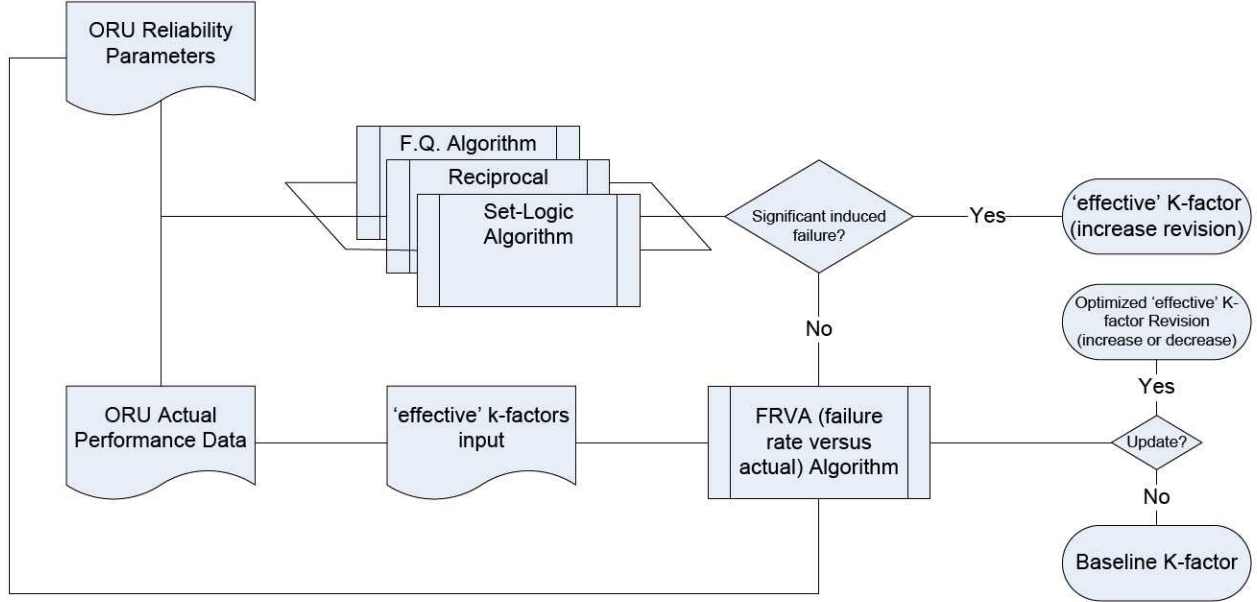 ORU Reliability
Parameters
F.Q. Algorithm
Reciprocal
Set-Logic
Algorithm
Significant induced
failure?
Yes
‘effective’ K-factor
(increase revision)
No
Optimized ‘effective’ K-
factor Revision
(increase or decrease)
Yes
ORU Actual
Performance Data
‘effective’ k-factors
input
FRVA (failure
rate versus
actual) Algorithm
Update?
No
Baseline K-factor